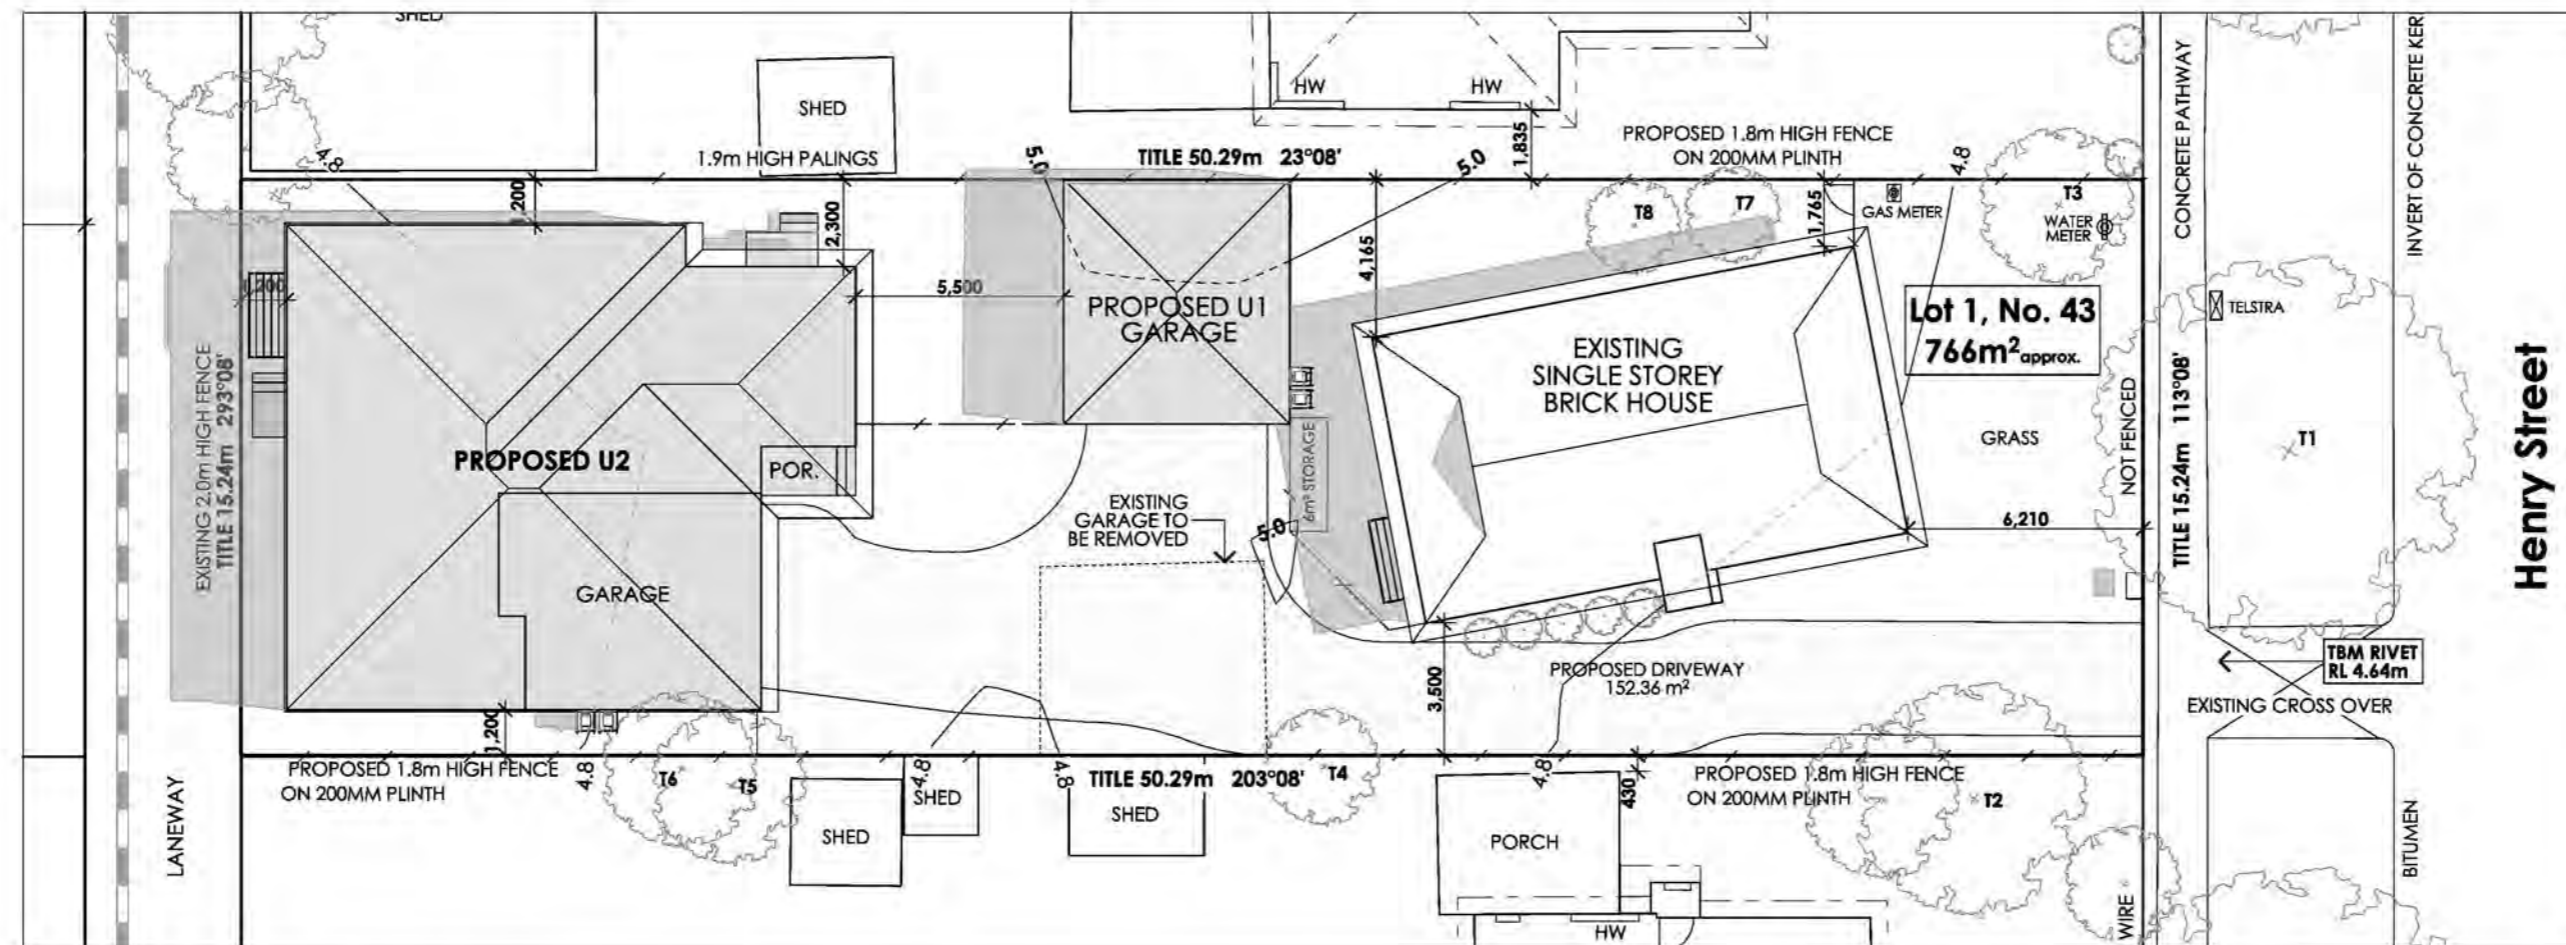 SHED
SHED
HW
HW
CONCRETE PATHWAY
INVERT OF CONCRETE KER
4.8
1.9m HIGH PALINGS
5.0
TITLE 50.29m 23°08'
5.0
1,835
PROPOSED 1.8m HIGH FENCE
ON 200MM PLINTH
4.8
1,200
2,300
4,165
T8
T7
1,765
GAS METER
T3
WATER
METER
1,200
5,500
PROPOSED U1
GARAGE
Lot 1, No. 43
766m² approx.
TELSTRA
EXISTING
SINGLE STOREY
BRICK HOUSE
EXISTING 2.0m HIGH FENCE
TITLE 15.24m 293°08'
PROPOSED U2
POR.
6m³ STORAGE
GRASS
NOT FENCED
TITLE 15.24m 113°08'
T1
Henry Street
EXISTING
GARAGE TO
BE REMOVED
5.0
6,210
GARAGE
PROPOSED DRIVEWAY
152.36 m²
3,500
TBM RIVET
RL 4.64m
EXISTING CROSS OVER
1,200
LANEWAY
PROPOSED 1.8m HIGH FENCE
ON 200MM PLINTH
4.8
T6
T5
4.8
4.8
TITLE 50.29m 203°08'
T4
4.8
430
PROPOSED 1.8m HIGH FENCE
ON 200MM PLINTH
T2
SHED
SHED
SHED
PORCH
HW
WIRE
BITUMEN